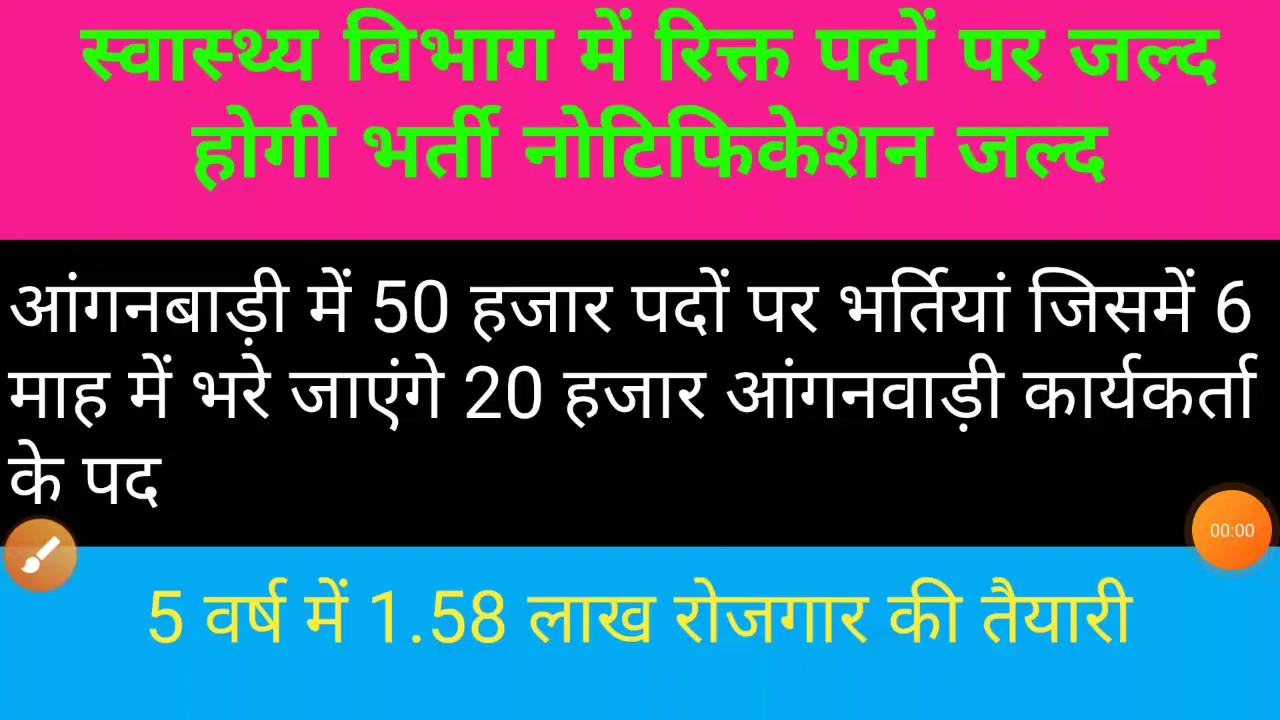 स्वास्थ्य विभाग में रिक्त पदों पर जल्द
होगी भर्ती नोटिफिकेशन जल्द
आंगनबाड़ी में 50 हजार पदों पर भर्तियां जिसमें 6
माह में भरे जाएंगे 20 हजार आंगनवाड़ी कार्यकर्ता
के पद
00:00
5 वर्ष में 1.58 लाख रोजगार की तैयारी